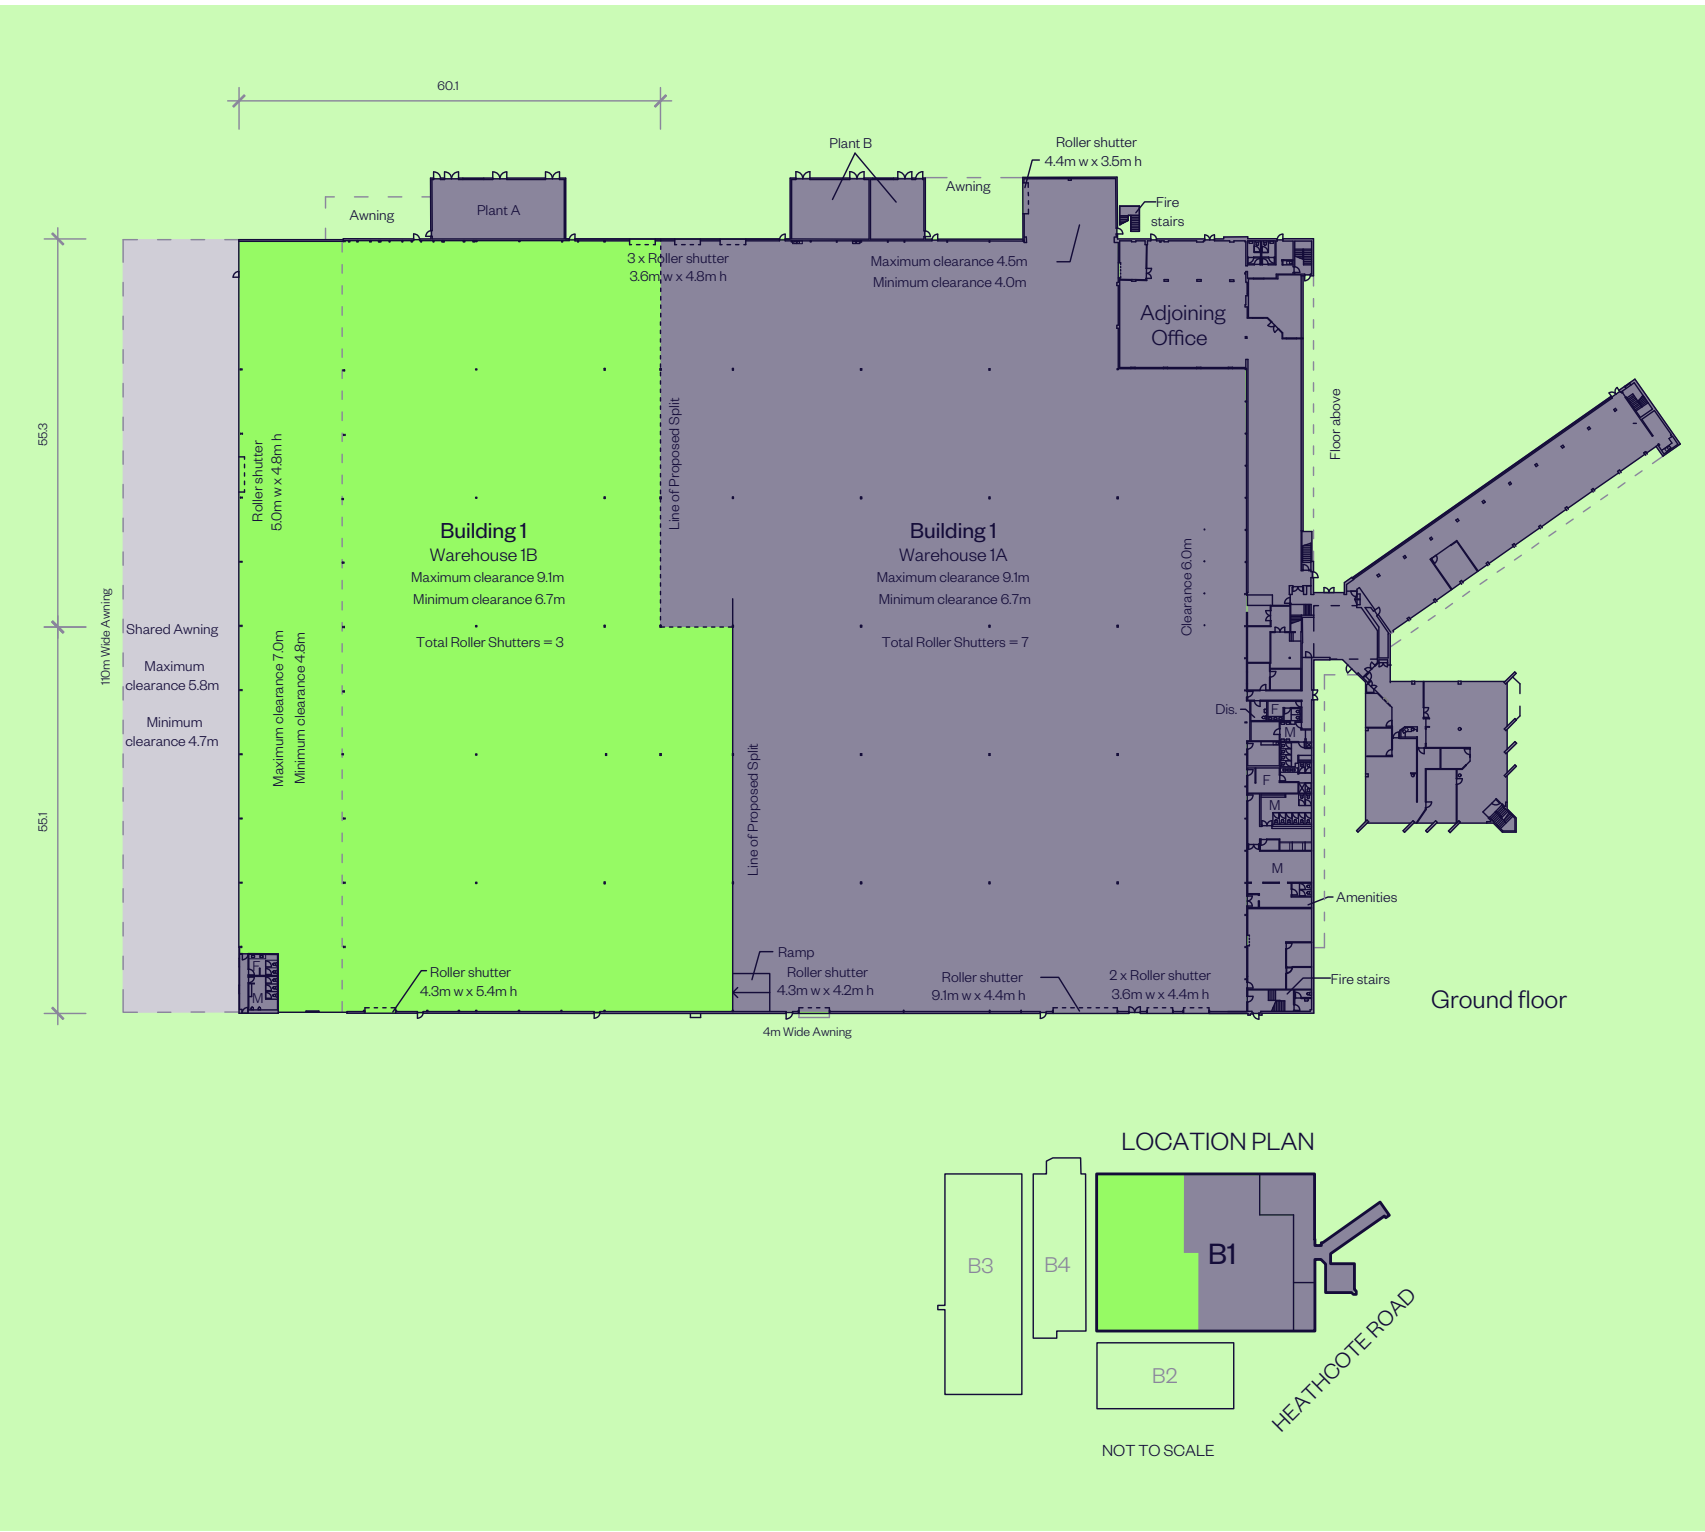 60.1
Plant B
Roller shutter
4.4m w x 3.5m h
Awning
Plant A
Awning
Fire
stairs
3 x Roller shutter
3.6m w x 4.8m h
Maximum clearance 4.5m
Minimum clearance 4.0m
Adjoining
Office
55.3
Roller shutter
5.0m w x 4.8m h
Line of Proposed Split
Floor above
Building 1
Warehouse 1B
Maximum clearance 9.1m
Minimum clearance 6.7m
Total Roller Shutters = 3
Building 1
Warehouse 1A
Maximum clearance 9.1m
Minimum clearance 6.7m
Total Roller Shutters = 7
Clearance 6.0m
110m Wide Awning
Shared Awning
Maximum
clearance 5.8m
Minimum
clearance 4.7m
Maximum clearance 7.0m
Minimum clearance 4.8m
55.1
Line of Proposed Split
Dis.
F
M
F
M
M
Amenities
F
M
Roller shutter
4.3m w x 5.4m h
Ramp
Roller shutter
4.3m w x 4.2m h
Roller shutter
9.1m w x 4.4m h
2 x Roller shutter
3.6m w x 4.4m h
Fire stairs
4m Wide Awning
Ground floor
LOCATION PLAN
B3
B4
B1
B2
HEATHCOTE ROAD
NOT TO SCALE